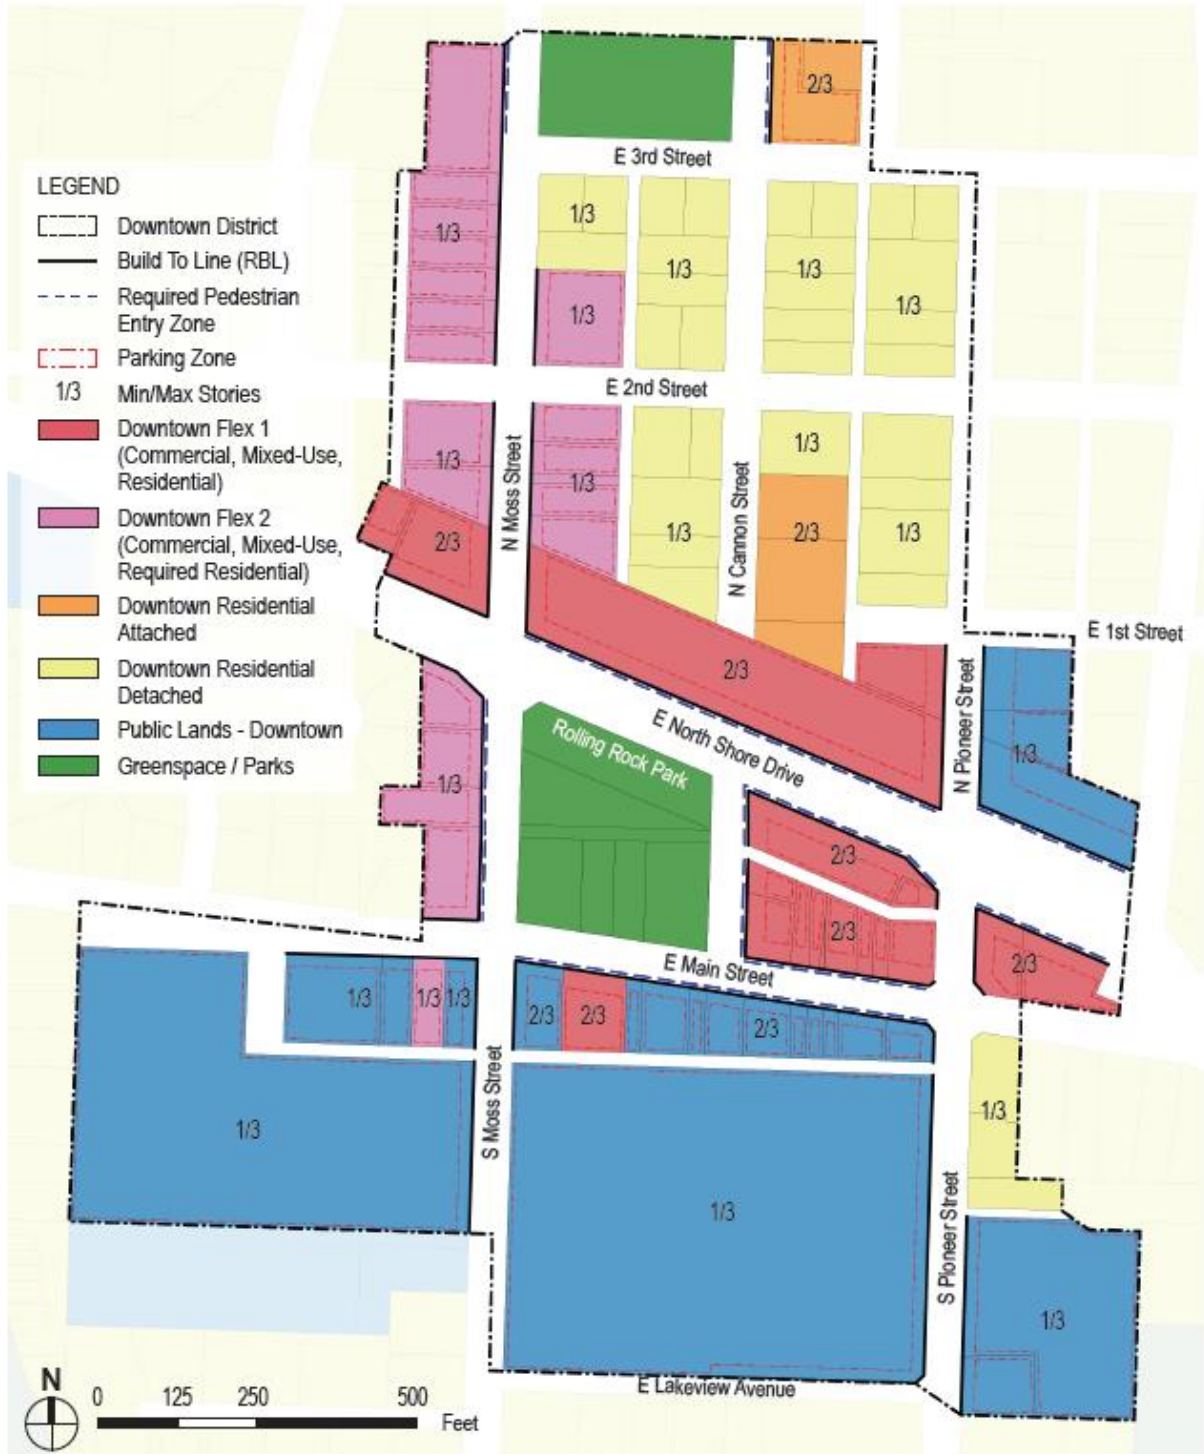 2/3
E 3rd Street
LEGEND
Downtown District
Build To Line (RBL)
Required Pedestrian
Entry Zone
Parking Zone
1/3 Min/Max Stories
Downtown Flex 1
(Commercial, Mixed-Use,
Residential)
Downtown Flex 2
(Commercial, Mixed-Use,
Required Residential)
Downtown Residential
Attached
Downtown Residential
Detached
Public Lands - Downtown
Greenspace / Parks
1/3
1/3
1/3
1/3
1/3
1/3
E 2nd Street
1/3
1/3
1/3
1/3
2/3
1/3
2/3
N Moss Street
N Cannon Street
E 1st Street
2/3
N Pioneer Street
E North Shore Drive
Rolling Rock Park
1/3
1/3
2/3
2/3
2/3
E Main Street
1/3
1/3
1/3
2/3
2/3
2/3
S Moss Street
1/3
1/3
1/3
S Pioneer Street
1/3
E Lakeview Avenue
N
0 125 250 500
Feet